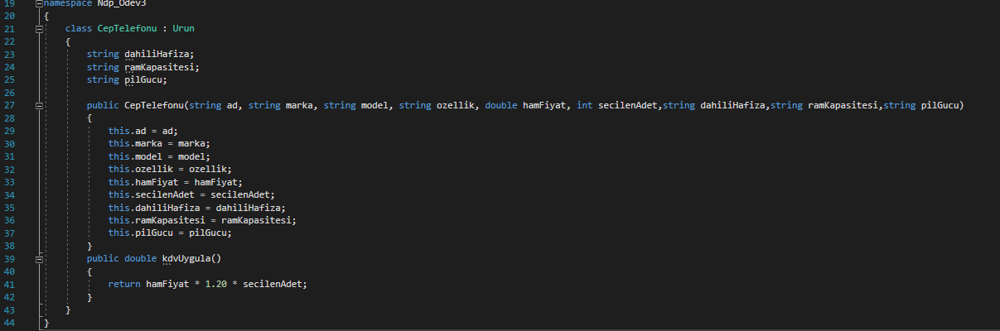 19 namespace Ndp_Odev3
20 {
21 class CepTelefonu : Urun
22 {
23 string dahiliHafiza;
24 string ramKapasitesi;
25 string pilGucu;
26
27 public CepTelefonu(string ad, string marka, string model, string ozellik, double hamFiyat, int secilenAdet,string dahiliHafiza,string ramKapasitesi,string pilGucu)
28 {
29 this.ad = ad;
30 this.marka = marka;
31 this.model = model;
32 this.ozellik = ozellik;
33 this.hamFiyat = hamFiyat;
34 this.secilenAdet = secilenAdet;
35 this.dahiliHafiza = dahiliHafiza;
36 this.ramKapasitesi = ramKapasitesi;
37 this.pilGucu = pilGucu;
38 }
39 public double kdvUygula()
40 {
41 return hamFiyat * 1.20 * secilenAdet;
42 }
43 }
44 }